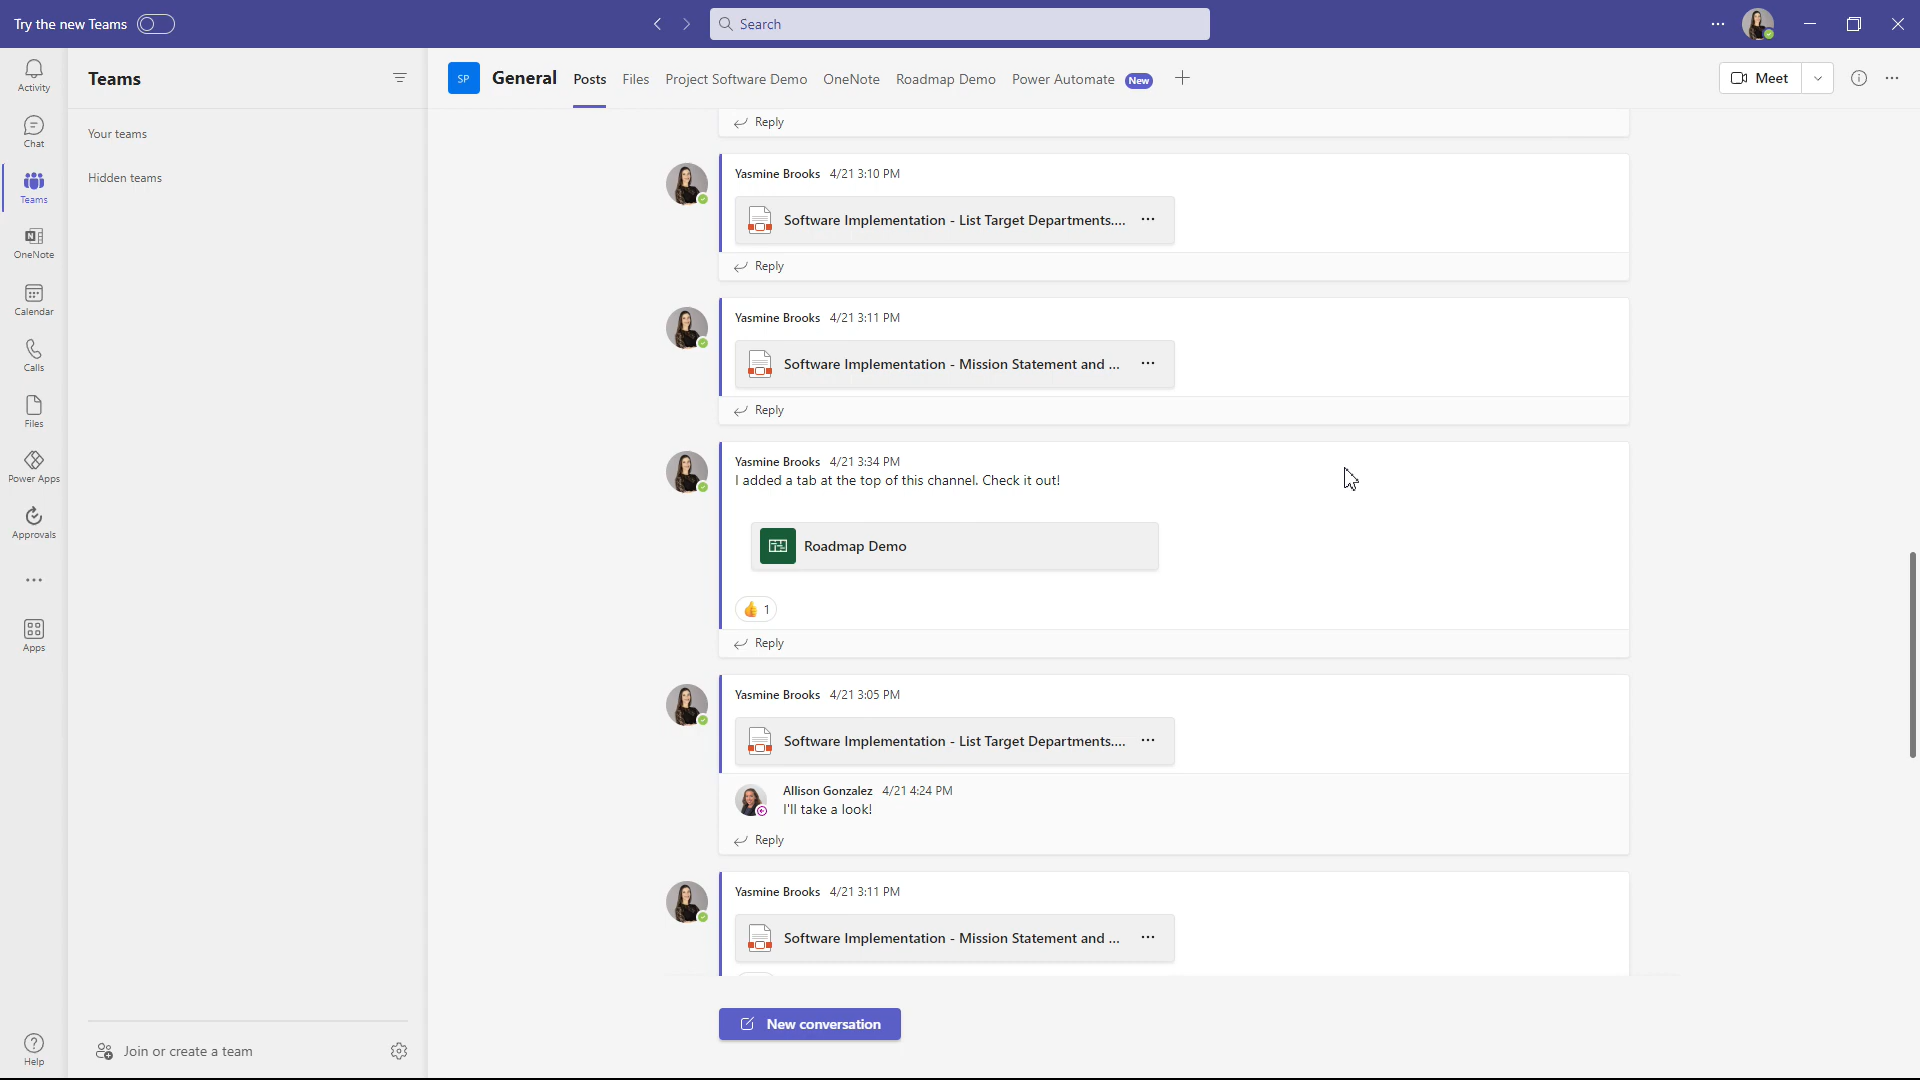 Try the new Teams
Search
Activity
Chat
Teams
OneNote
Calendar
Calls
Files
Power Apps
Approvals
Apps
Help
Teams
Your teams
Hidden teams
Join or create a team
SP
General
Posts
Files
Project Software Demo
OneNote
Roadmap Demo
Power Automate
New
Meet
Reply
Yasmine Brooks 4/21 3:10 PM
Software Implementation - List Target Departments....
Reply
Yasmine Brooks 4/21 3:11 PM
Software Implementation - Mission Statement and ...
Reply
Yasmine Brooks 4/21 3:34 PM
I added a tab at the top of this channel. Check it out!
Roadmap Demo
1
Reply
Yasmine Brooks 4/21 3:05 PM
Software Implementation - List Target Departments....
Allison Gonzalez 4/21 4:24 PM
I'll take a look!
Reply
Yasmine Brooks 4/21 3:11 PM
Software Implementation - Mission Statement and ...
New conversation